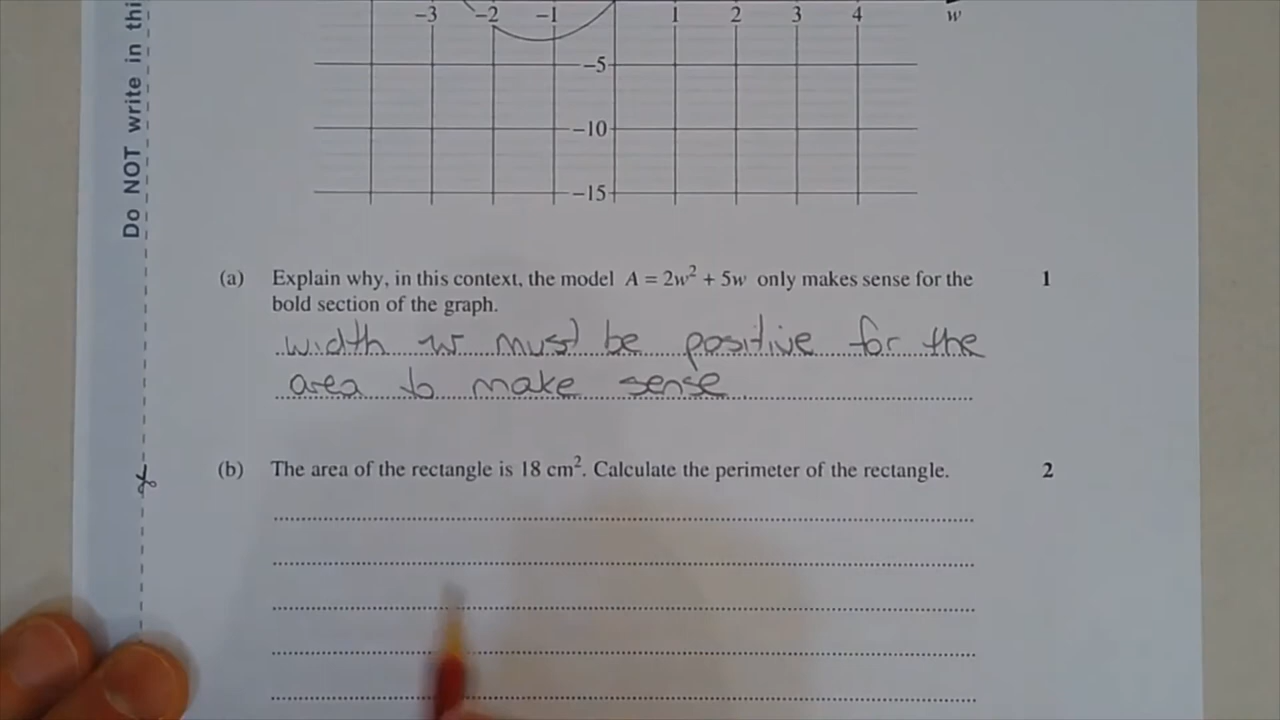 Do NOT write in thi
-3 -2 -1 1 2 3 4 w
-5
-10
-15
(a) Explain why, in this context, the model A = 2w² + 5w only makes sense for the 1
bold section of the graph.
width w must be positive for the
area to make sense.
(b) The area of the rectangle is 18 cm². Calculate the perimeter of the rectangle. 2